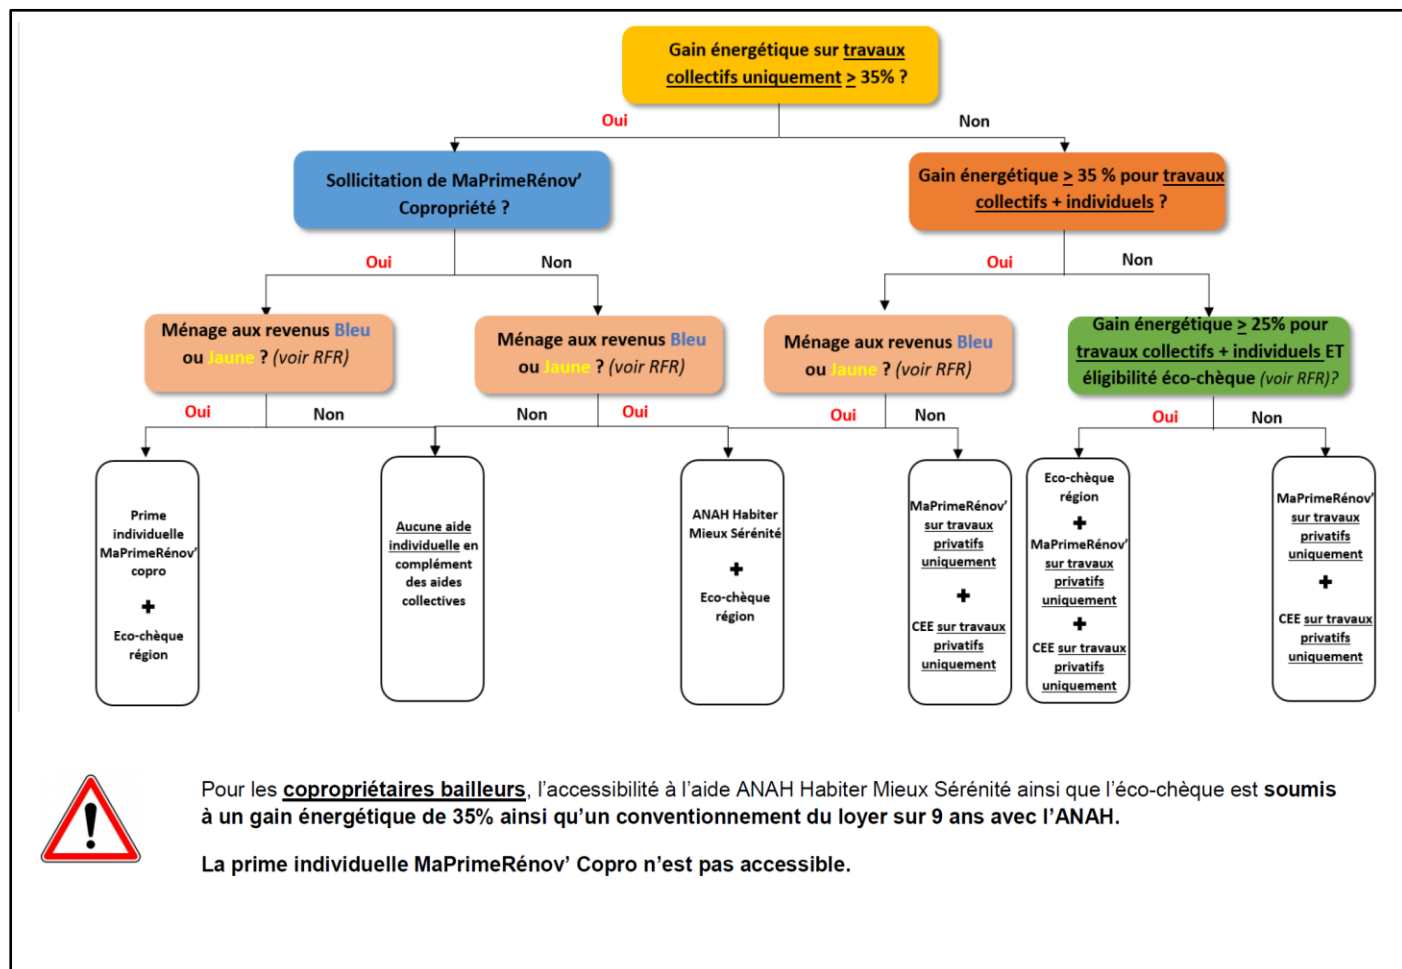 Gain énergétique sur travaux
collectifs uniquement > 35% ?
Oui
Non
Sollicitation de MaPrimeRénov’
Copropriété ?
Gain énergétique > 35 % pour travaux
collectifs + individuels ?
Oui
Non
Oui
Non
Ménage aux revenus Bleu
ou Jaune ? (voir RFR)
Ménage aux revenus Bleu
ou Jaune ? (voir RFR)
Ménage aux revenus Bleu
ou Jaune ? (voir RFR)
Gain énergétique > 25% pour
travaux collectifs + individuels ET
éligibilité éco-chèque (voir RFR)?
Oui
Non
Non
Oui
Oui
Non
Oui
Non
Prime
individuelle
MaPrimeRénov’
copro
+
Eco-chèque
région
Aucune aide
individuelle en
complément
des aides
collectives
ANAH Habiter
Mieux Sérénité
+
Eco-chèque
région
MaPrimeRénov’
sur travaux
privatifs
uniquement
+
CEE sur travaux
privatifs
uniquement
Eco-chèque
région
+
MaPrimeRénov’
sur travaux
privatifs
uniquement
+
CEE sur travaux
privatifs
uniquement
MaPrimeRénov’
sur travaux
privatifs
uniquement
+
CEE sur travaux
privatifs
uniquement
Pour les copropriétaires bailleurs, l’accessibilité à l’aide ANAH Habiter Mieux Sérénité ainsi que l’éco-chèque est soumis
à un gain énergétique de 35% ainsi qu’un conventionnement du loyer sur 9 ans avec l’ANAH.
La prime individuelle MaPrimeRénov’ Copro n’est pas accessible.